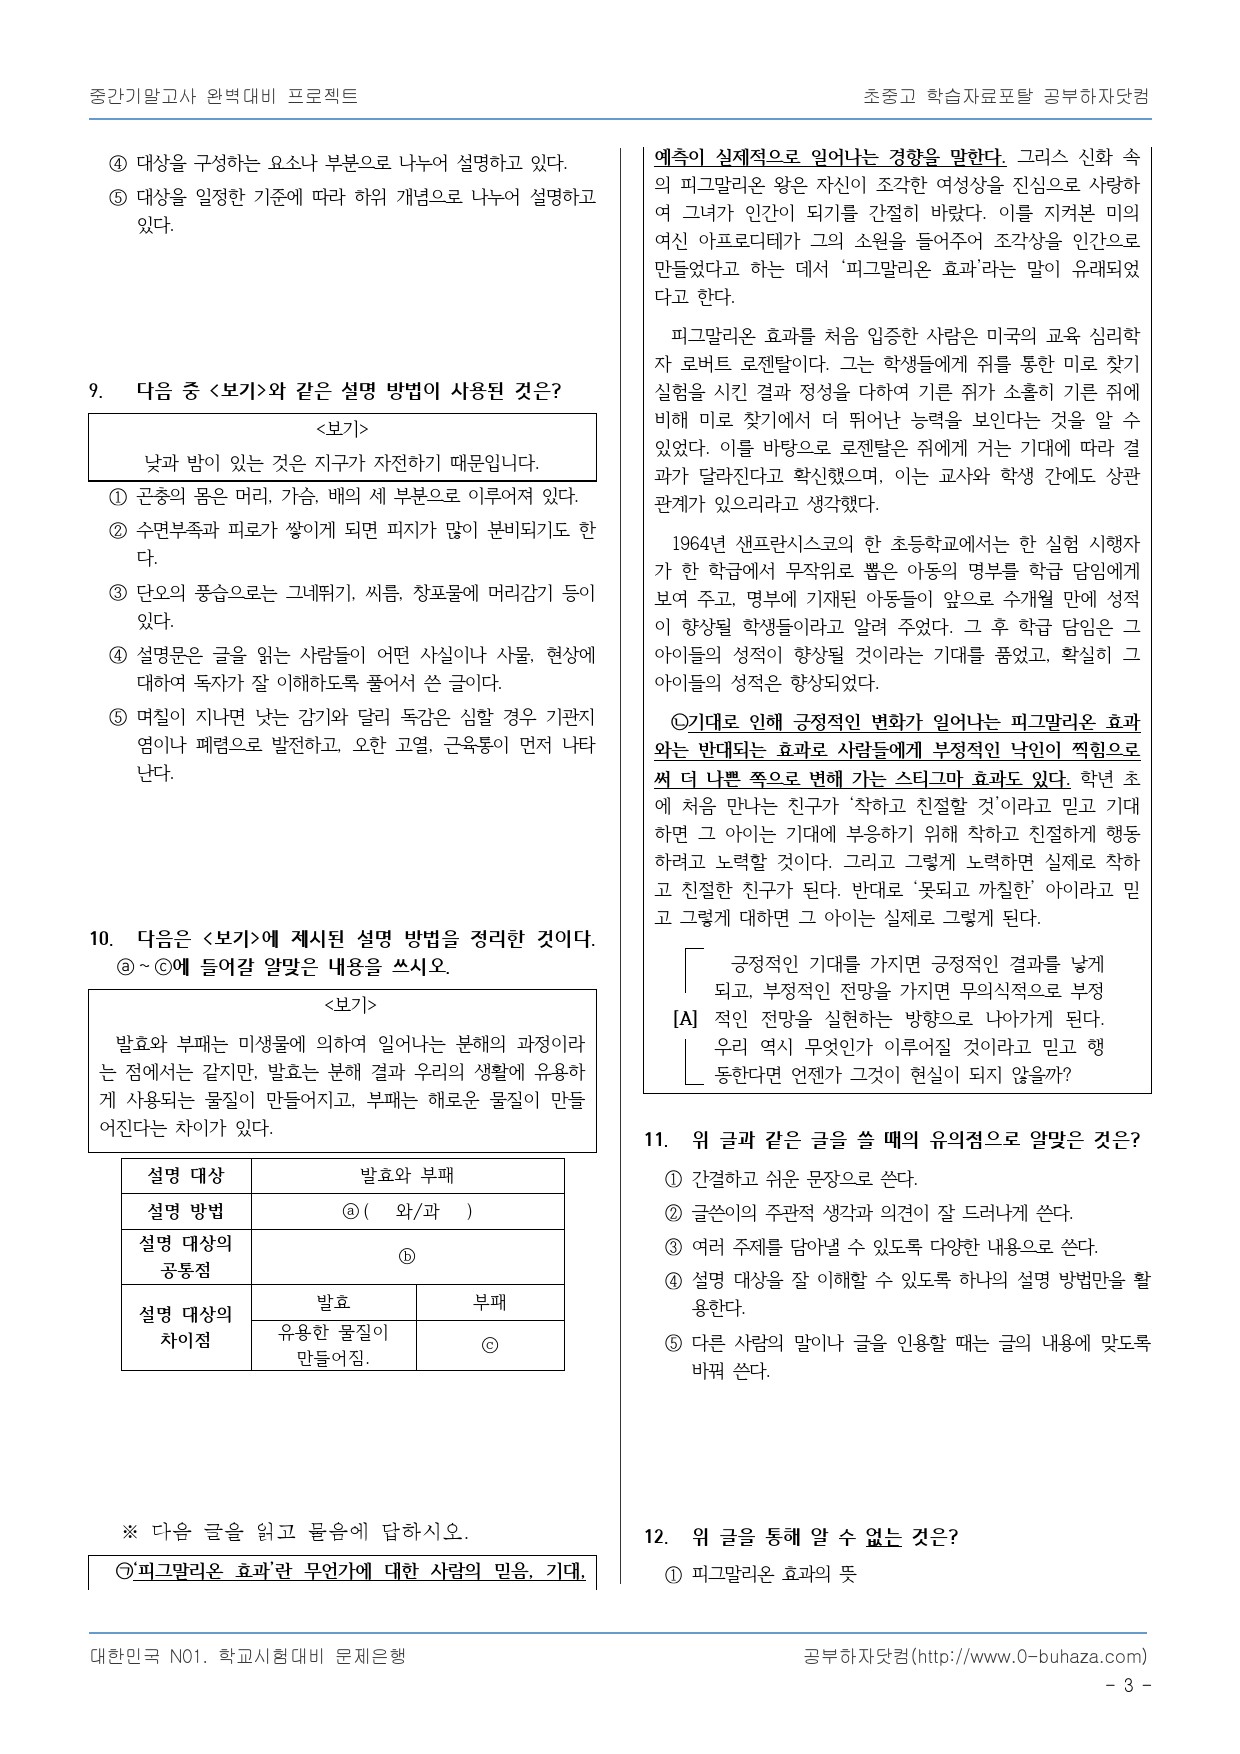 중간기말고사 완벽대비 프로젝트
초중고 학습자료포탈 공부하자닷컴
④ 대상을 구성하는 요소나 부분으로 나누어 설명하고 있다.
⑤ 대상을 일정한 기준에 따라 하위 개념으로 나누어 설명하고
있다.
9. 다음 중 <보기>와 같은 설명 방법이 사용된 것은?
<보기>
낮과 밤이 있는 것은 지구가 자전하기 때문입니다.
① 곤충의 몸은 머리, 가슴, 배의 세 부분으로 이루어져 있다.
② 수면부족과 피로가 쌓이게 되면 피지가 많이 분비되기도 한
다.
③ 단오의 풍습으로는 그네뛰기, 씨름, 창포물에 머리감기 등이
있다.
④ 설명문은 글을 읽는 사람들이 어떤 사실이나 사물, 현상에
대하여 독자가 잘 이해하도록 풀어서 쓴 글이다.
⑤ 며칠이 지나면 낫는 감기와 달리 독감은 심할 경우 기관지
염이나 폐렴으로 발전하고, 오한 고열, 근육통이 먼저 나타
난다.
10. 다음은 <보기>에 제시된 설명 방법을 정리한 것이다.
ⓐ~ⓒ에 들어갈 알맞은 내용을 쓰시오.
<보기>
발효와 부패는 미생물에 의하여 일어나는 분해의 과정이라
는 점에서는 같지만, 발효는 분해 결과 우리의 생활에 유용하
게 사용되는 물질이 만들어지고, 부패는 해로운 물질이 만들
어진다는 차이가 있다.
설명 대상 발효와 부패
설명 방법 ⓐ( 와/과 )
설명 대상의
공통점 ⓑ
설명 대상의
차이점
발효 부패
유용한 물질이
만들어짐. ⓒ
※ 다음 글을 읽고 물음에 답하시오.
㉠‘피그말리온 효과’란 무언가에 대한 사람의 믿음, 기대,
예측이 실제적으로 일어나는 경향을 말한다. 그리스 신화 속
의 피그말리온 왕은 자신이 조각한 여성상을 진심으로 사랑하
여 그녀가 인간이 되기를 간절히 바랐다. 이를 지켜본 미의
여신 아프로디테가 그의 소원을 들어주어 조각상을 인간으로
만들었다고 하는 데서 ‘피그말리온 효과’라는 말이 유래되었
다고 한다.
피그말리온 효과를 처음 입증한 사람은 미국의 교육 심리학
자 로버트 로젠탈이다. 그는 학생들에게 쥐를 통한 미로 찾기
실험을 시킨 결과 정성을 다하여 기른 쥐가 소홀히 기른 쥐에
비해 미로 찾기에서 더 뛰어난 능력을 보인다는 것을 알 수
있었다. 이를 바탕으로 로젠탈은 쥐에게 거는 기대에 따라 결
과가 달라진다고 확신했으며, 이는 교사와 학생 간에도 상관
관계가 있으리라고 생각했다.
1964년 샌프란시스코의 한 초등학교에서는 한 실험 시행자
가 한 학급에서 무작위로 뽑은 아동의 명부를 학급 담임에게
보여 주고, 명부에 기재된 아동들이 앞으로 수개월 만에 성적
이 향상될 학생들이라고 알려 주었다. 그 후 학급 담임은 그
아이들의 성적이 향상될 것이라는 기대를 품었고, 확실히 그
아이들의 성적은 향상되었다.
㉡기대로 인해 긍정적인 변화가 일어나는 피그말리온 효과
와는 반대되는 효과로 사람들에게 부정적인 낙인이 찍힘으로
써 더 나쁜 쪽으로 변해 가는 스티그마 효과도 있다. 학년 초
에 처음 만나는 친구가 ‘착하고 친절할 것’이라고 믿고 기대
하면 그 아이는 기대에 부응하기 위해 착하고 친절하게 행동
하려고 노력할 것이다. 그리고 그렇게 노력하면 실제로 착하
고 친절한 친구가 된다. 반대로 ‘못되고 까칠한’ 아이라고 믿
고 그렇게 대하면 그 아이는 실제로 그렇게 된다.
긍정적인 기대를 가지면 긍정적인 결과를 낳게
되고, 부정적인 전망을 가지면 무의식적으로 부정
[A] 적인 전망을 실현하는 방향으로 나아가게 된다.
우리 역시 무엇인가 이루어질 것이라고 믿고 행
동한다면 언젠가 그것이 현실이 되지 않을까?
11. 위 글과 같은 글을 쓸 때의 유의점으로 알맞은 것은?
① 간결하고 쉬운 문장으로 쓴다.
② 글쓴이의 주관적 생각과 의견이 잘 드러나게 쓴다.
③ 여러 주제를 담아낼 수 있도록 다양한 내용으로 쓴다.
④ 설명 대상을 잘 이해할 수 있도록 하나의 설명 방법만을 활
용한다.
⑤ 다른 사람의 말이나 글을 인용할 때는 글의 내용에 맞도록
바꿔 쓴다.
12. 위 글을 통해 알 수 없는 것은?
① 피그말리온 효과의 뜻
대한민국 N01. 학교시험대비 문제은행
공부하자닷컴(http://www.0-buhaza.com)
- 3 -